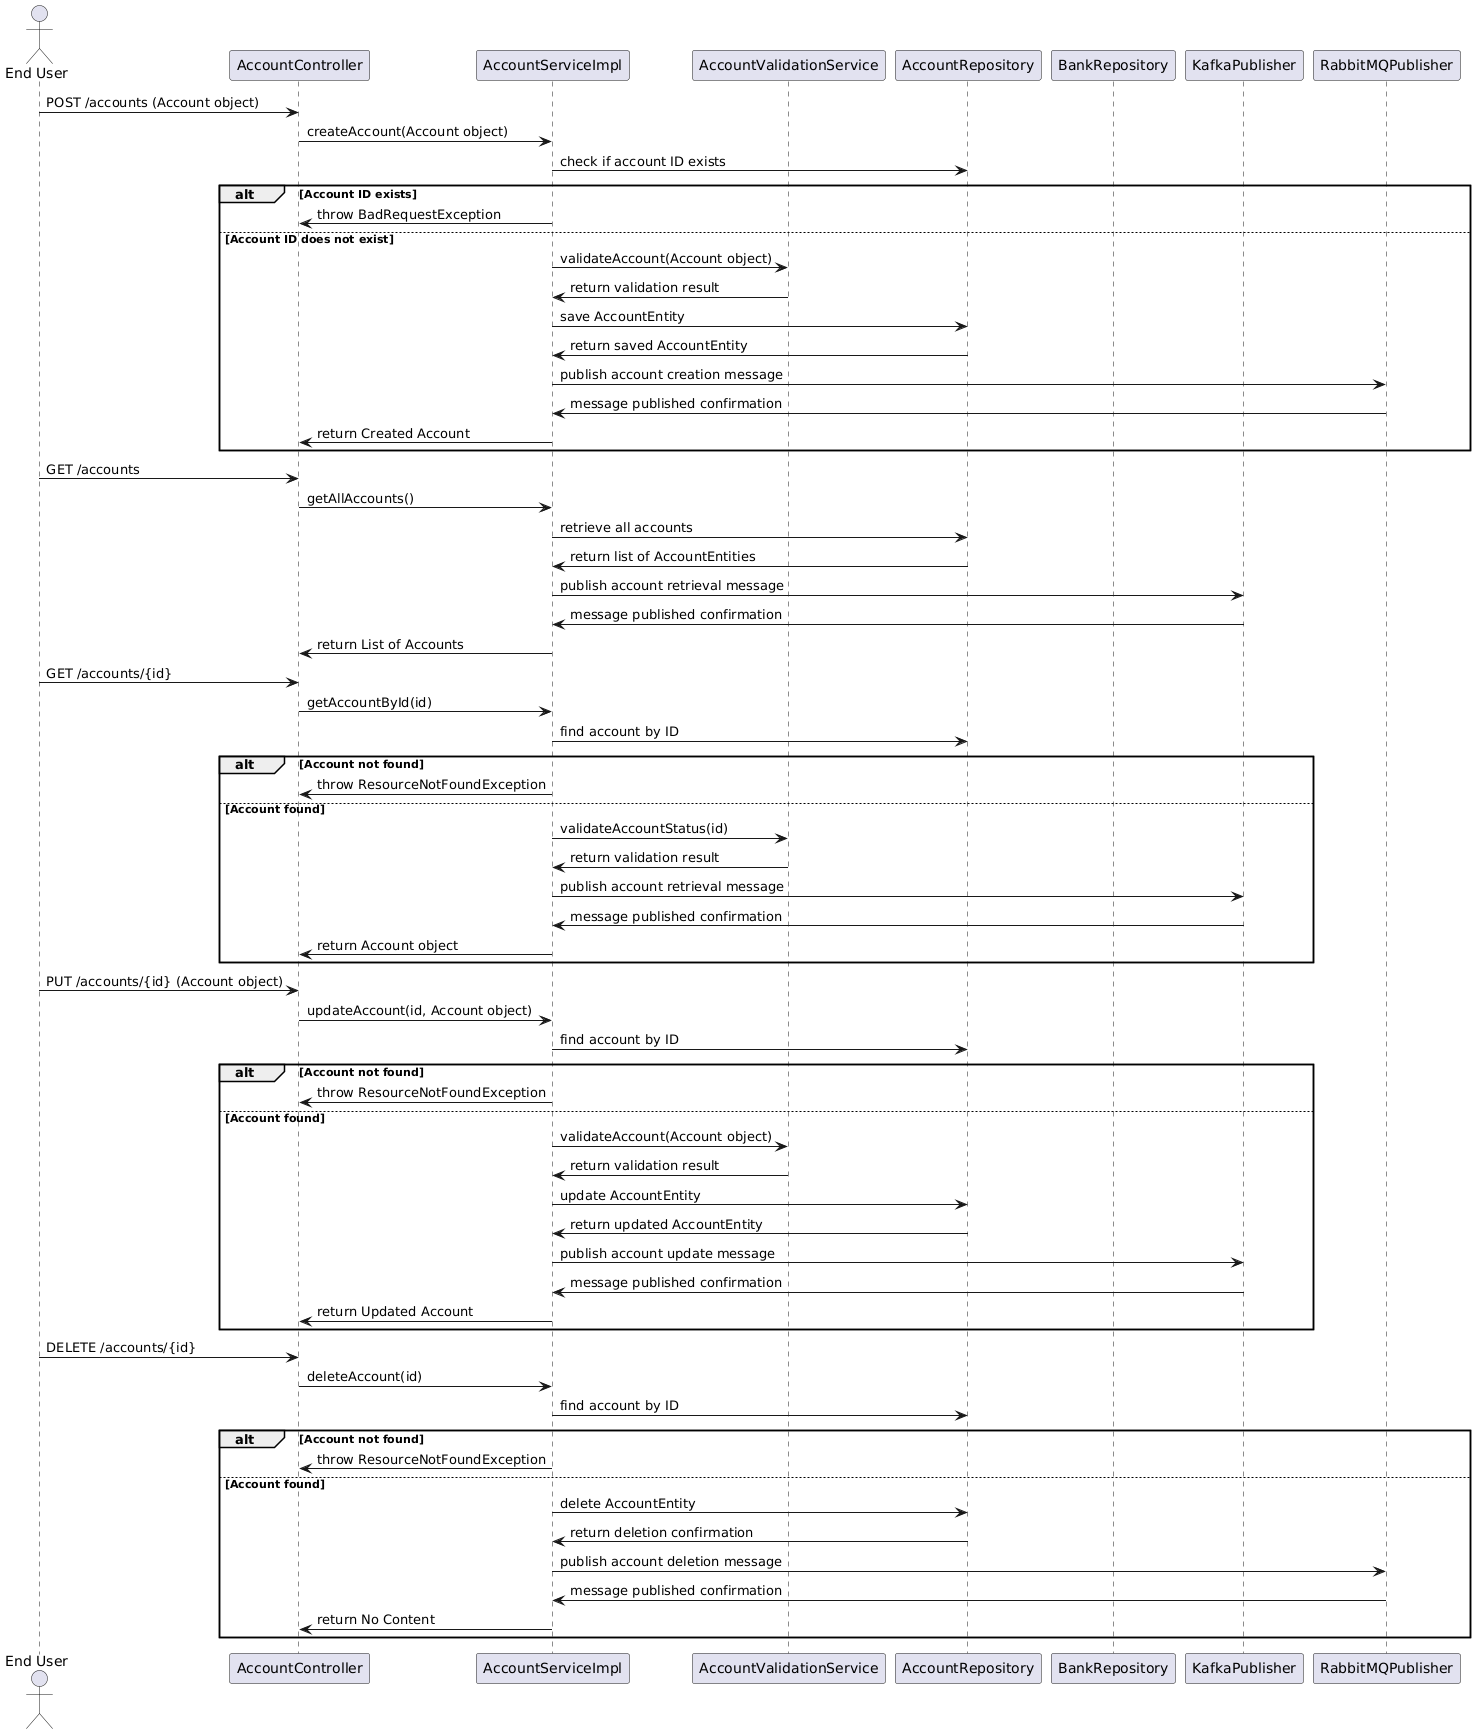 End User
AccountController
AccountServiceImpl
AccountValidationService
AccountRepository
BankRepository
KafkaPublisher
RabbitMQPublisher
POST /accounts (Account object)
createAccount(Account object)
check if account ID exists
alt [Account ID exists]
throw BadRequestException
[Account ID does not exist]
validateAccount(Account object)
return validation result
save AccountEntity
return saved AccountEntity
publish account creation message
message published confirmation
return Created Account
GET /accounts
getAllAccounts()
retrieve all accounts
return list of AccountEntities
publish account retrieval message
message published confirmation
return List of Accounts
GET /accounts/{id}
getAccountById(id)
find account by ID
alt [Account not found]
throw ResourceNotFoundException
[Account found]
validateAccountStatus(id)
return validation result
publish account retrieval message
message published confirmation
return Account object
PUT /accounts/{id} (Account object)
updateAccount(id, Account object)
find account by ID
alt [Account not found]
throw ResourceNotFoundException
[Account found]
validateAccount(Account object)
return validation result
update AccountEntity
return updated AccountEntity
publish account update message
message published confirmation
return Updated Account
DELETE /accounts/{id}
deleteAccount(id)
find account by ID
alt [Account not found]
throw ResourceNotFoundException
[Account found]
delete AccountEntity
return deletion confirmation
publish account deletion message
message published confirmation
return No Content
End User
AccountController
AccountServiceImpl
AccountValidationService
AccountRepository
BankRepository
KafkaPublisher
RabbitMQPublisher